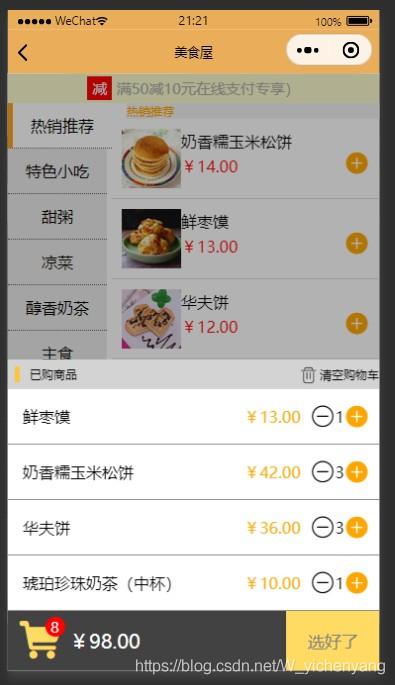 WeChat 21:21 100%
美食屋
减 满50减10元在线支付专享)
热销推荐
热销推荐
奶香糯玉米松饼
￥14.00
特色小吃
甜粥
鲜枣馍
￥13.00
凉菜
醇香奶茶
华夫饼
￥12.00
主食
已购商品 清空购物车
鲜枣馍 ￥13.00 1
奶香糯玉米松饼 ￥42.00 3
华夫饼 ￥36.00 3
琥珀珍珠奶茶（中杯） ￥10.00 1
8 ￥98.00 选好了
https://blog.csdn.net/W_yichenyang